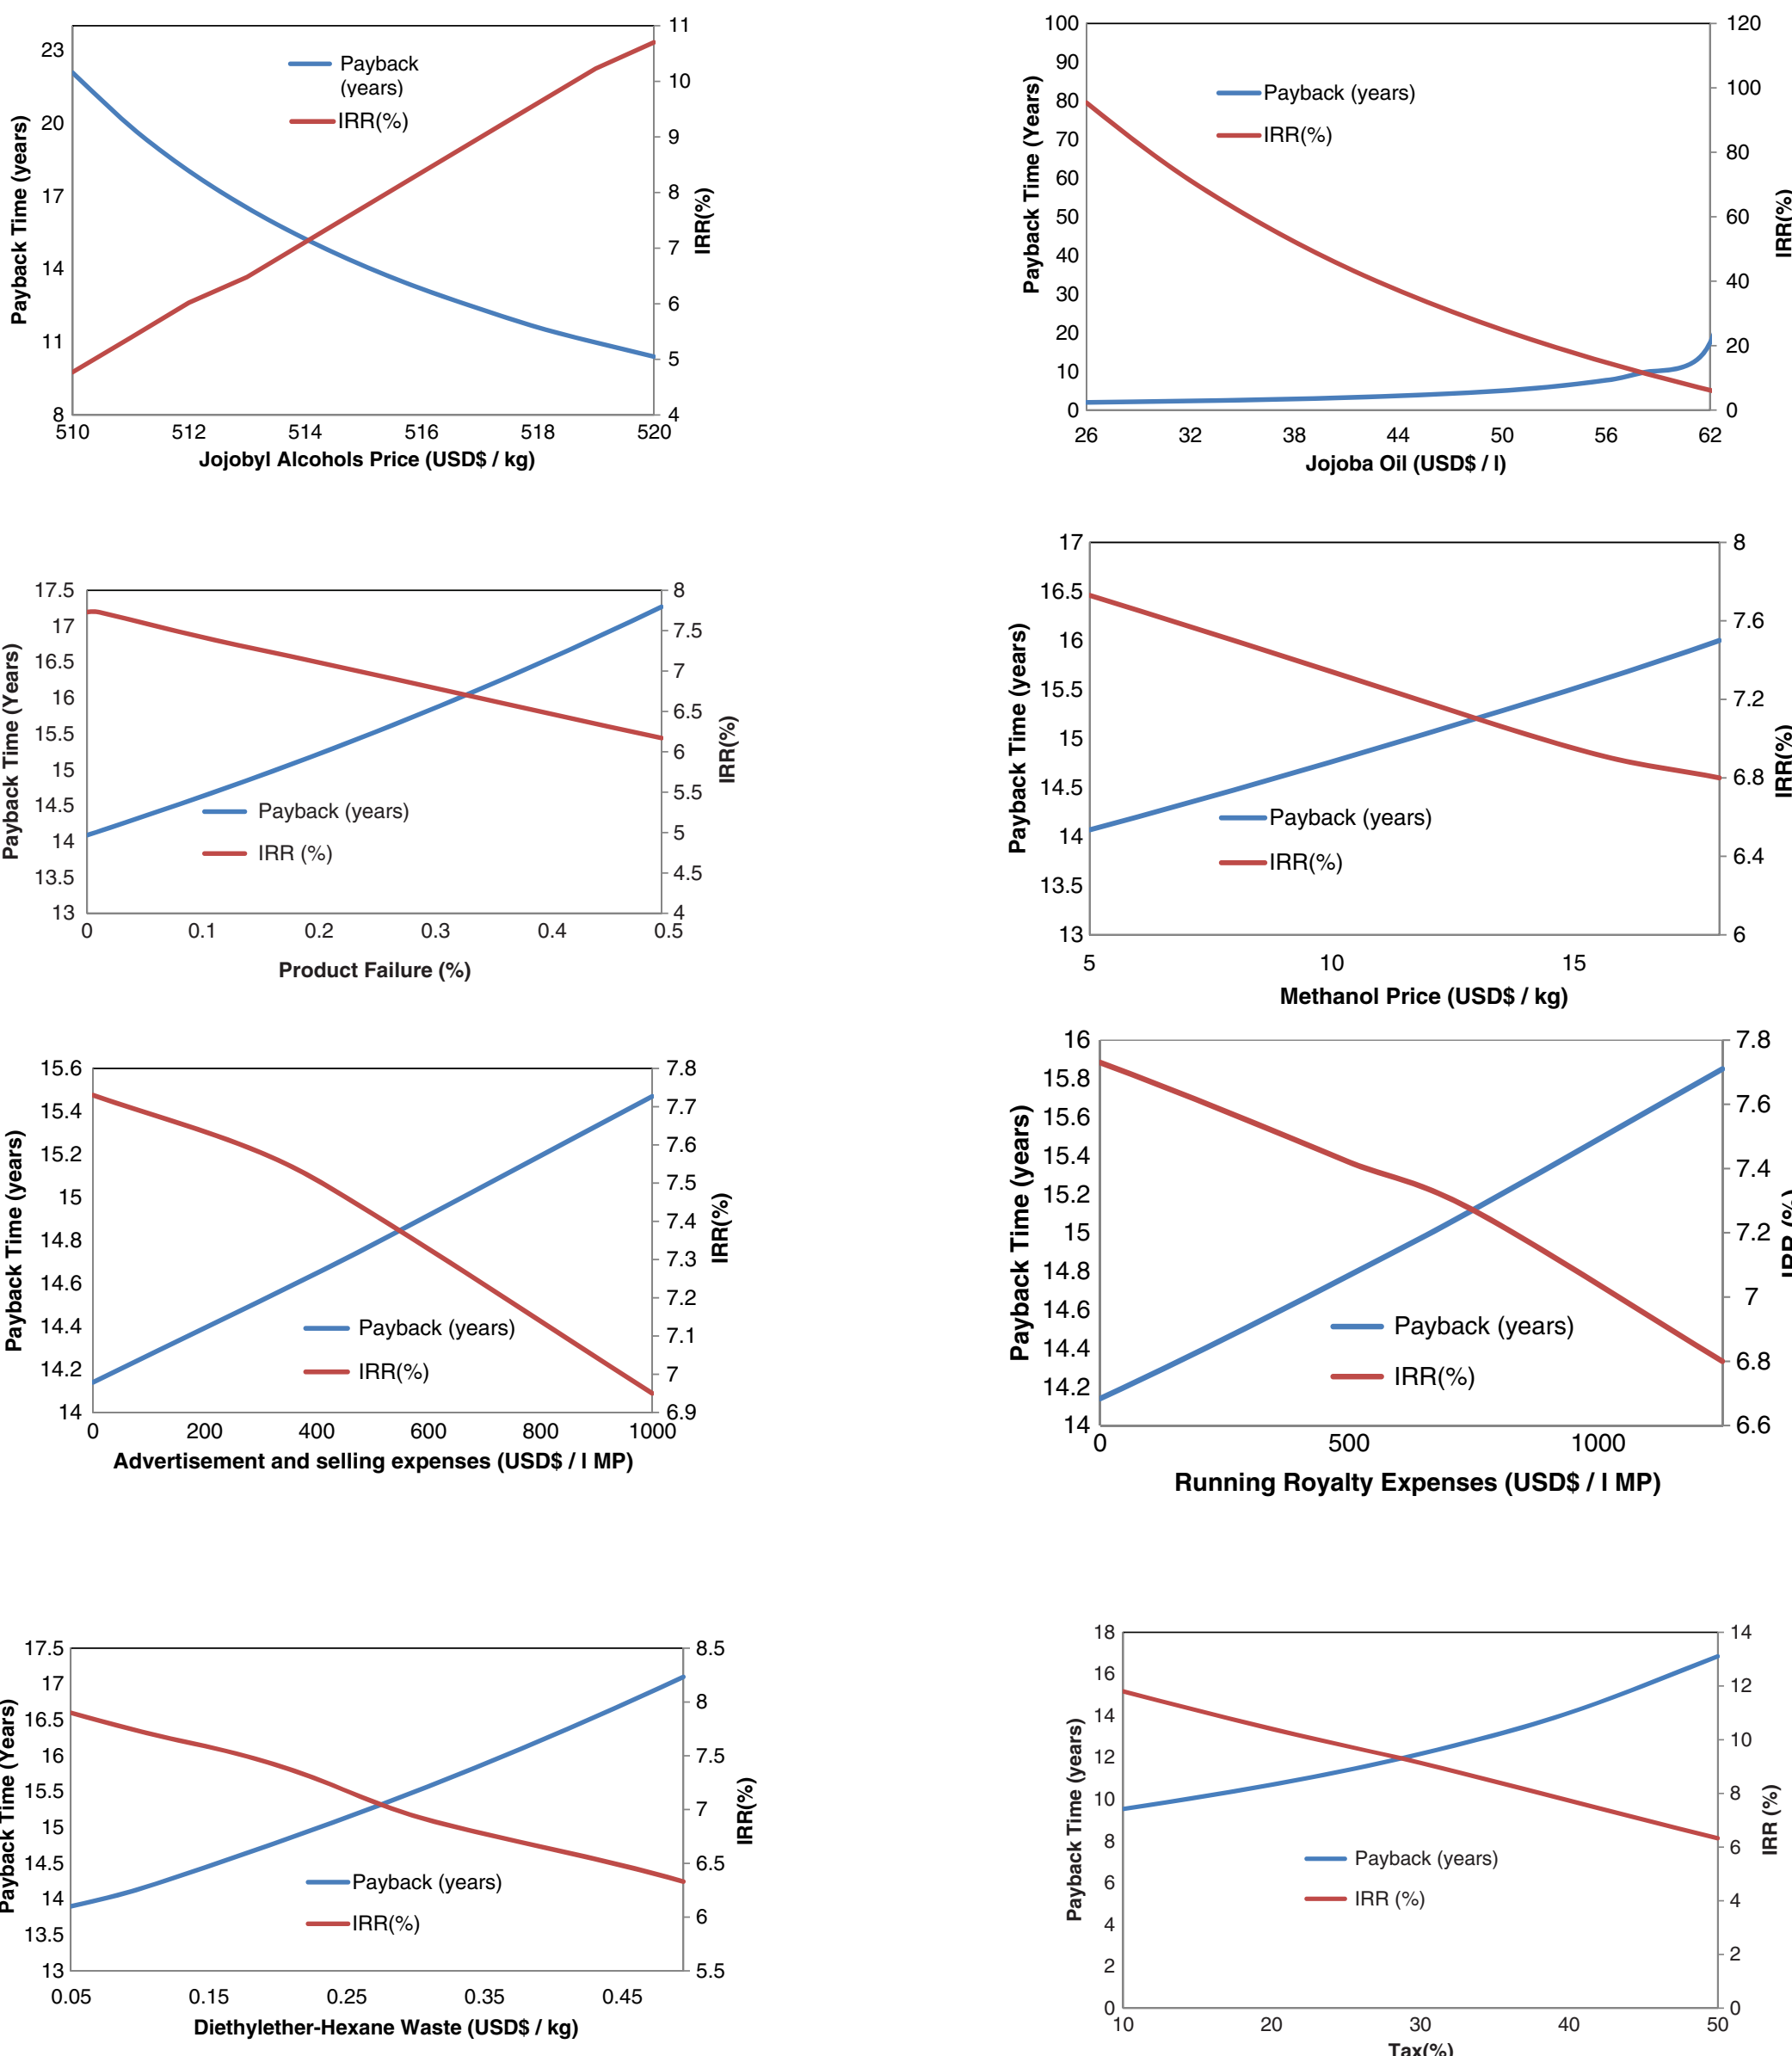 Payback Time (years)
23
20
17
14
11
8
Payback
(years)
IRR(%)
11
10
9
8
7
6
5
4
IRR(%)
510 512 514 516 518 520
Jojobyl Alcohols Price (USD$ / kg)
Payback Time (Years)
100
90
80
70
60
50
40
30
20
10
0
Payback (years)
IRR(%)
120
100
80
60
40
20
0
IRR(%)
26 32 38 44 50 56 62
Jojoba Oil (USD$ / l)
Payback Time (Years)
17.5
17
16.5
16
15.5
15
14.5
14
13.5
13
Payback (years)
IRR (%)
8
7.5
7
6.5
6
5.5
5
4.5
4
IRR(%)
0 0.1 0.2 0.3 0.4 0.5
Product Failure (%)
Payback Time (years)
17
16.5
16
15.5
15
14.5
14
13.5
13
Payback (years)
IRR(%)
8
7.6
7.2
6.8
6.4
6
IRR(%)
5 10 15
Methanol Price (USD$ / kg)
Payback Time (years)
15.6
15.4
15.2
15
14.8
14.6
14.4
14.2
14
Payback (years)
IRR(%)
7.8
7.7
7.6
7.5
7.4
7.3
7.2
7.1
7
6.9
IRR(%)
0 200 400 600 800 1000
Advertisement and selling expenses (USD$ / l MP)
Payback Time (years)
16
15.8
15.6
15.4
15.2
15
14.8
14.6
14.4
14.2
14
Payback (years)
IRR(%)
7.8
7.6
7.4
7.2
7
6.8
6.6
IRR (%)
0 500 1000
Running Royalty Expenses (USD$ / l MP)
Payback Time (Years)
17.5
17
16.5
16
15.5
15
14.5
14
13.5
13
Payback (years)
IRR(%)
8.5
8
7.5
7
6.5
6
5.5
IRR(%)
0.05 0.15 0.25 0.35 0.45
Diethylether-Hexane Waste (USD$ / kg)
Payback Time (years)
18
16
14
12
10
8
6
4
2
0
Payback (years)
IRR (%)
14
12
10
8
6
4
2
0
IRR (%)
10 20 30 40 50
Tax(%)